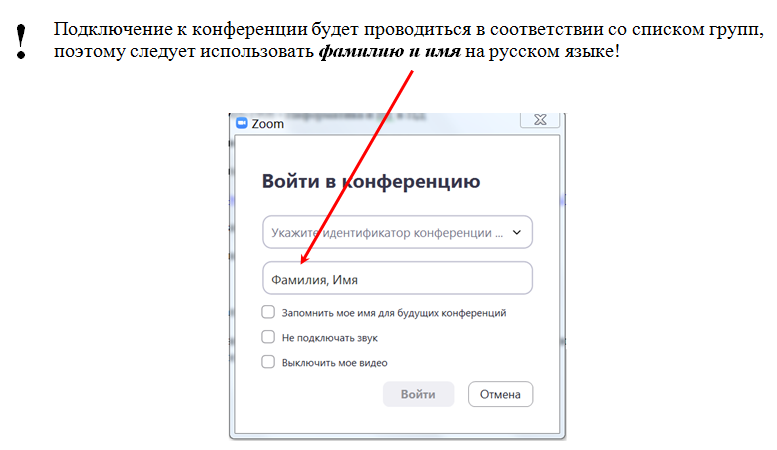 ! Подключение к конференции будет проводиться в соответствии со списком групп,
поэтому следует использовать фамилию и имя на русском языке!
Zoom
Войти в конференцию
Укажите идентификатор конференции ...
Фамилия, Имя
Запомнить мое имя для будущих конференций
Не подключать звук
Выключить мое видео
Войти Отмена